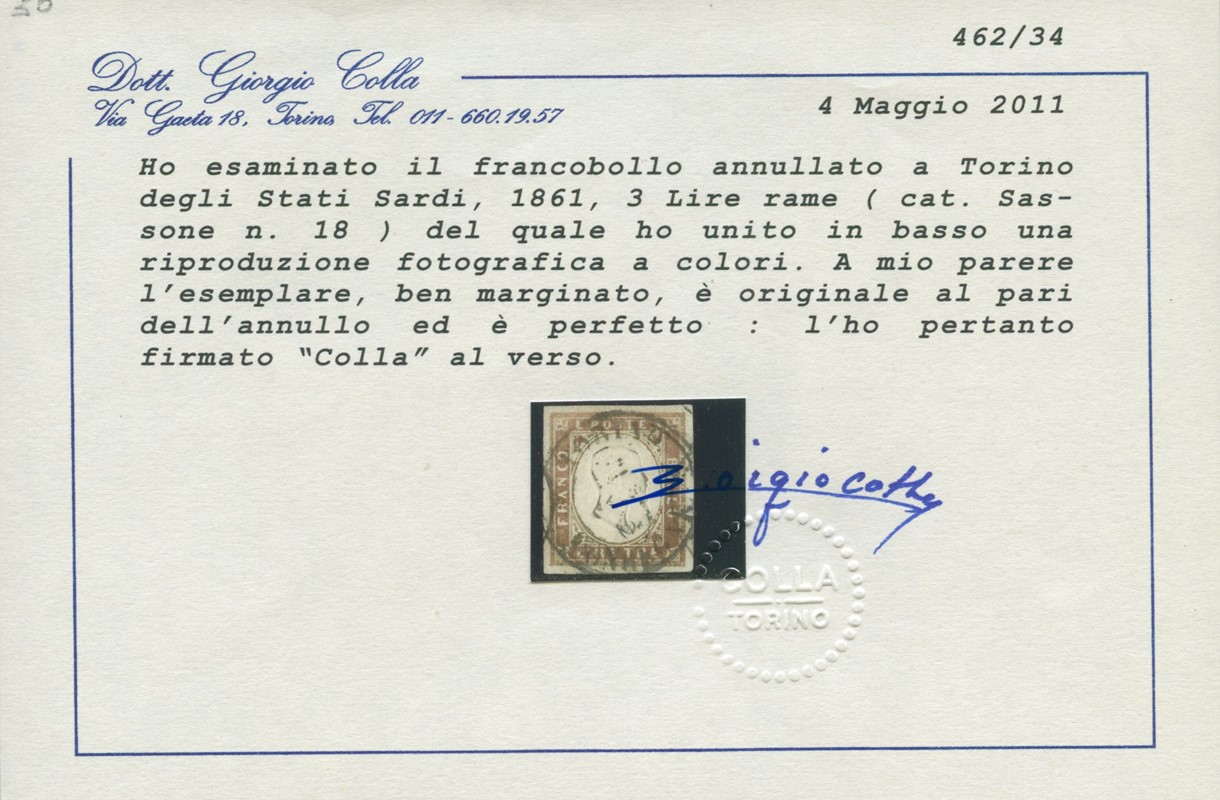 462/34
Dott. Giorgio Colla
Via Gaeta 18, Torino, Tel. 011-660.19.57
4 Maggio 2011
Ho esaminato il francobollo annullato a Torino
degli Stati Sardi, 1861, 3 Lire rame ( cat. Sas-
sone n. 18 ) del quale ho unito in basso una
riproduzione fotografica a colori. A mio parere
l'esemplare, ben marginato, è originale al pari
dell'annullo ed è perfetto : l'ho pertanto
firmato "Colla" al verso.
FRANCO
COLLA
TORINO